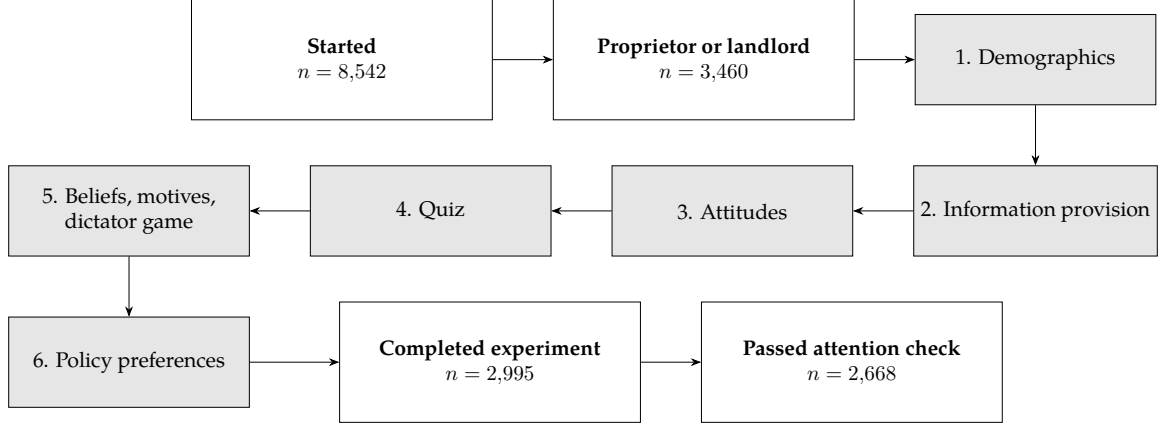 Started
n = 8,542
Proprietor or landlord
n = 3,460
1. Demographics
2. Information provision
3. Attitudes
4. Quiz
5. Beliefs, motives,
dictator game
6. Policy preferences
Completed experiment
n = 2,995
Passed attention check
n = 2,668